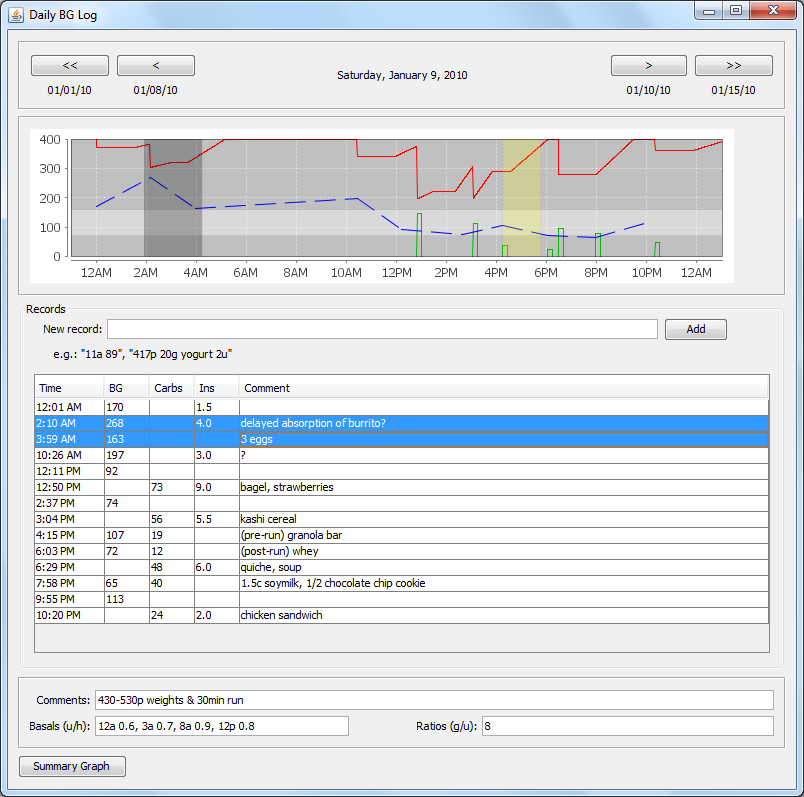 Daily BG Log
<< < Saturday, January 9, 2010 > >>
01/01/10 01/08/10 01/10/10 01/15/10
400
300
200
100
0
12AM 2AM 4AM 6AM 8AM 10AM 12PM 2PM 4PM 6PM 8PM 10PM 12AM
Records
New record: Add
e.g.: "11a 89", "417p 20g yogurt 2u"
Time BG Carbs Ins Comment
12:01 AM 170 1.5
2:10 AM 268 4.0 delayed absorption of burrito?
3:59 AM 163 3 eggs
10:26 AM 197 3.0 ?
12:11 PM 92
12:50 PM 73 9.0 bagel, strawberries
2:37 PM 74
3:04 PM 56 5.5 kashi cereal
4:15 PM 107 19 (pre-run) granola bar
6:03 PM 72 12 (post-run) whey
6:29 PM 48 6.0 quiche, soup
7:58 PM 65 40 1.5c soymilk, 1/2 chocolate chip cookie
9:55 PM 113
10:20 PM 24 2.0 chicken sandwich
Comments: 430-530p weights & 30min run
Basals (u/h): 12a 0.6, 3a 0.7, 8a 0.9, 12p 0.8 Ratios (g/u): 8
Summary Graph